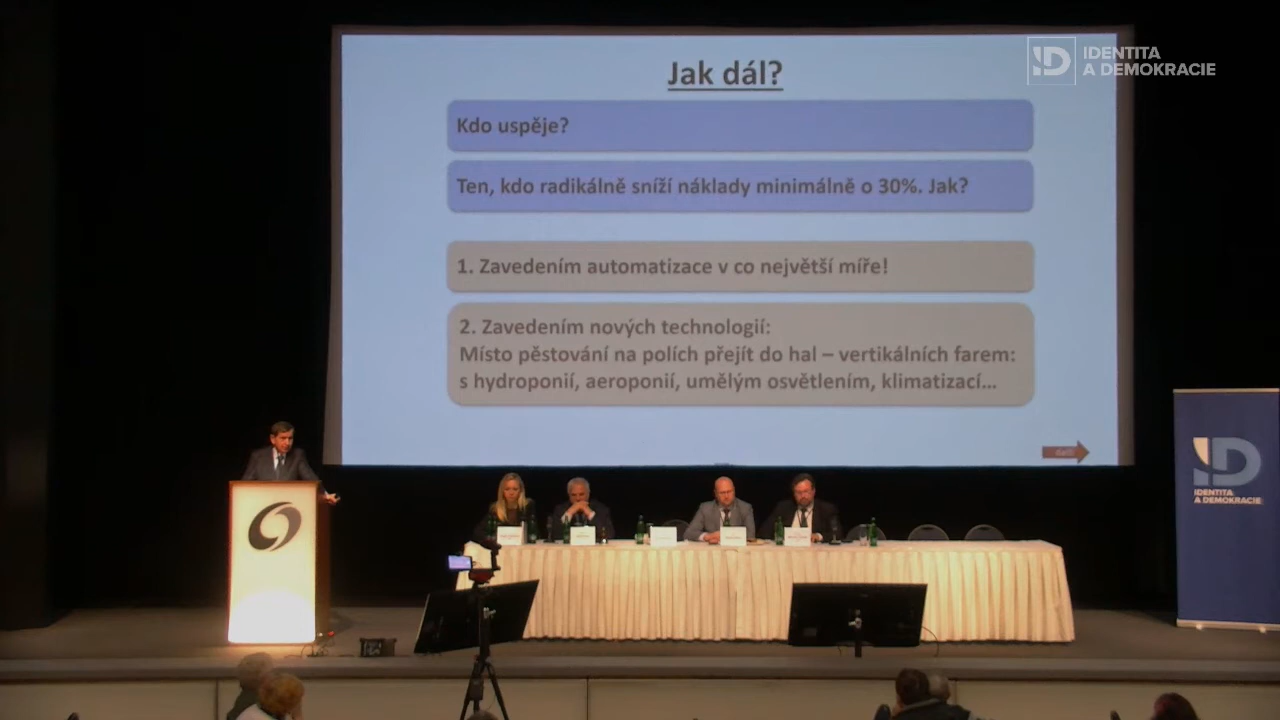 Jak dál?
IDENTITA
A DEMOKRACIE
Kdo uspěje?
Ten, kdo radikálně sníží náklady minimálně o 30%. Jak?
1. Zavedením automatizace v co největší míře!
2. Zavedením nových technologií:
Místo pěstování na polích přejít do hal – vertikálních farem:
s hydroponií, aeroponií, umělým osvětlením, klimatizací...
další
ID
IDENTITA
A DEMOKRACIE